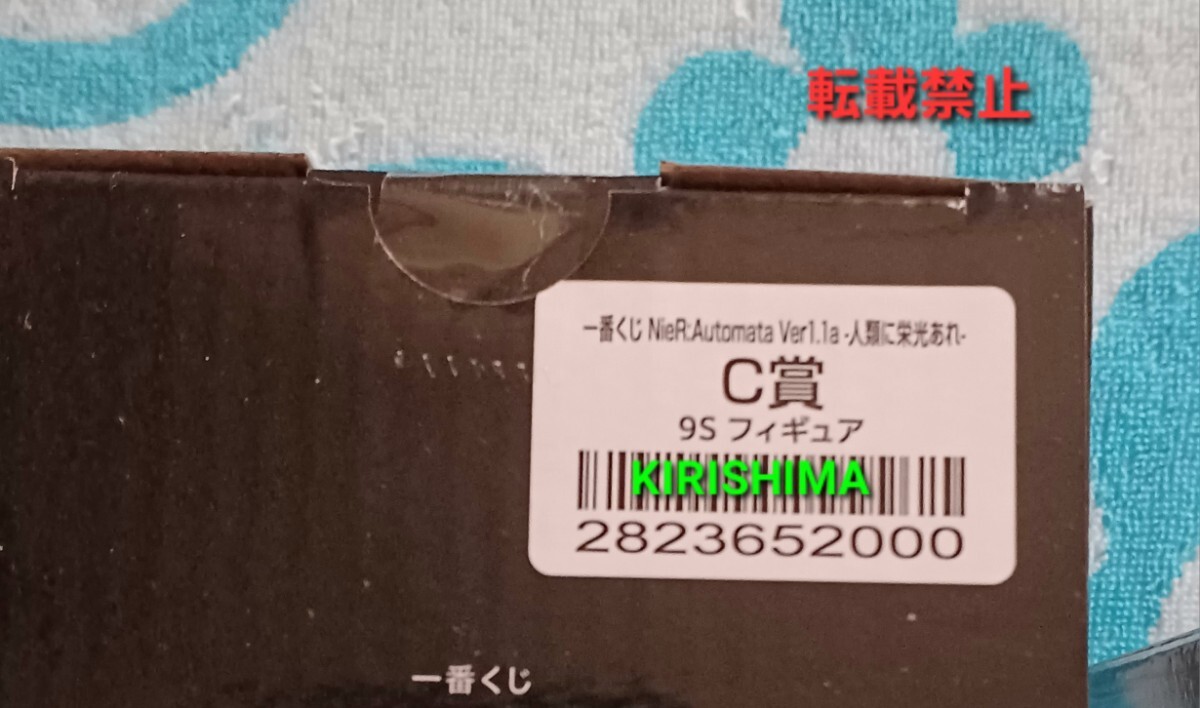 転載禁止
一番くじ NieR:Automata Ver1.1a -人類に栄光あれ-
C賞
9S フィギュア
KIRISHIMA
2823652000
一番くじ